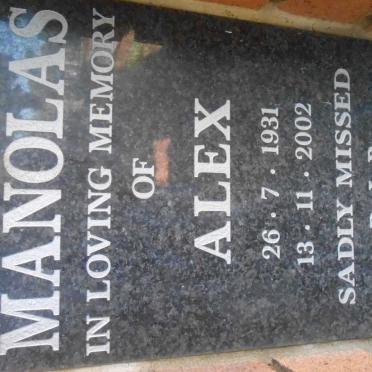 MANOLAS
IN LOVING MEMORY
OF
ALEX
26 · 7 · 1931
13 · 11 · 2002
SADLY MISSED